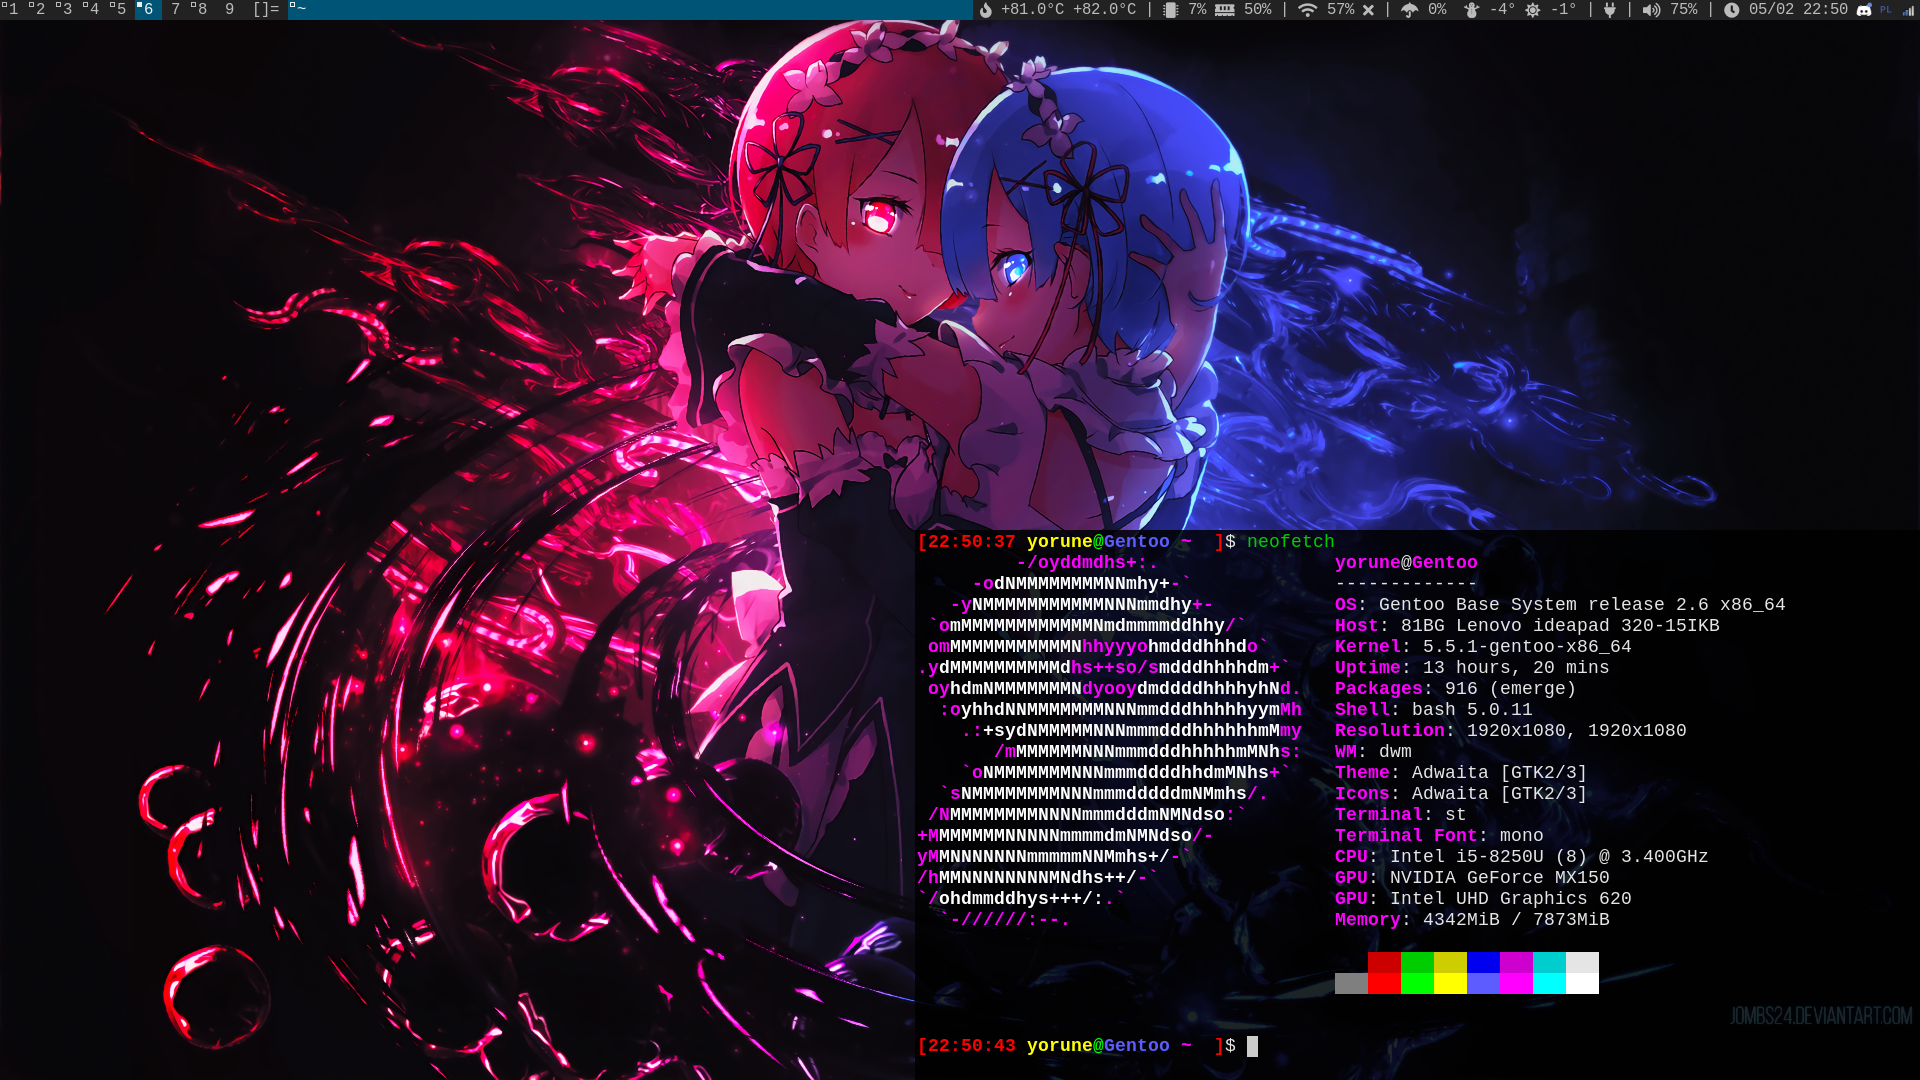 1 2 3 4 5 6 7 8 9 []= ~ +81.0°C +82.0°C | 7% 50% | 57% | 0% -4° -1° | | 75% | 05/02 22:50 PL
[22:50:37 yorune@Gentoo ~  ]$ neofetch
-/oyddmdhs+:.
-odNMMMMMMMMNNmhy+-`
-yNMMMMMMMMMMMNNNmmdhy+-
`omMMMMMMMMMMMMNmdmmmmddhhy/`
omMMMMMMMMMMMNhhyyyohmdddhhhdo`
.ydMMMMMMMMMMdhs++so/smdddhhhhdm+`
oyhdmNMMMMMMMNdyooydmddddhhhhyhNd.
:oyhhdNNMMMMMMMNNNmmdddhhhhhyymMh
.:+sydNMMMMMNNNmmmdddhhhhhhmMmy
/mMMMMMMNNNmmmdddhhhhhmMNhs:
`oNMMMMMMMNNNmmmddddhhdmMNhs+`
`sNMMMMMMMMNNNmmmdddddmNMmhs/.
/NMMMMMMMMNNNNmmmdddmNMNdso:`
+MMMMMMMNNNNNmmmmdmNMNdso/-
yMMNNNNNNNmmmmmNNMmhs+/-`
/hMMNNNNNNNNMNdhs++/-`
`/ohdmmddhys+++/:.`
`-//////:--.
yorune@Gentoo
-------------
OS: Gentoo Base System release 2.6 x86_64
Host: 81BG Lenovo ideapad 320-15IKB
Kernel: 5.5.1-gentoo-x86_64
Uptime: 13 hours, 20 mins
Packages: 916 (emerge)
Shell: bash 5.0.11
Resolution: 1920x1080, 1920x1080
WM: dwm
Theme: Adwaita [GTK2/3]
Icons: Adwaita [GTK2/3]
Terminal: st
Terminal Font: mono
CPU: Intel i5-8250U (8) @ 3.400GHz
GPU: NVIDIA GeForce MX150
GPU: Intel UHD Graphics 620
Memory: 4342MiB / 7873MiB
JOMBS24.DEVIANTART.COM
[22:50:43 yorune@Gentoo ~  ]$